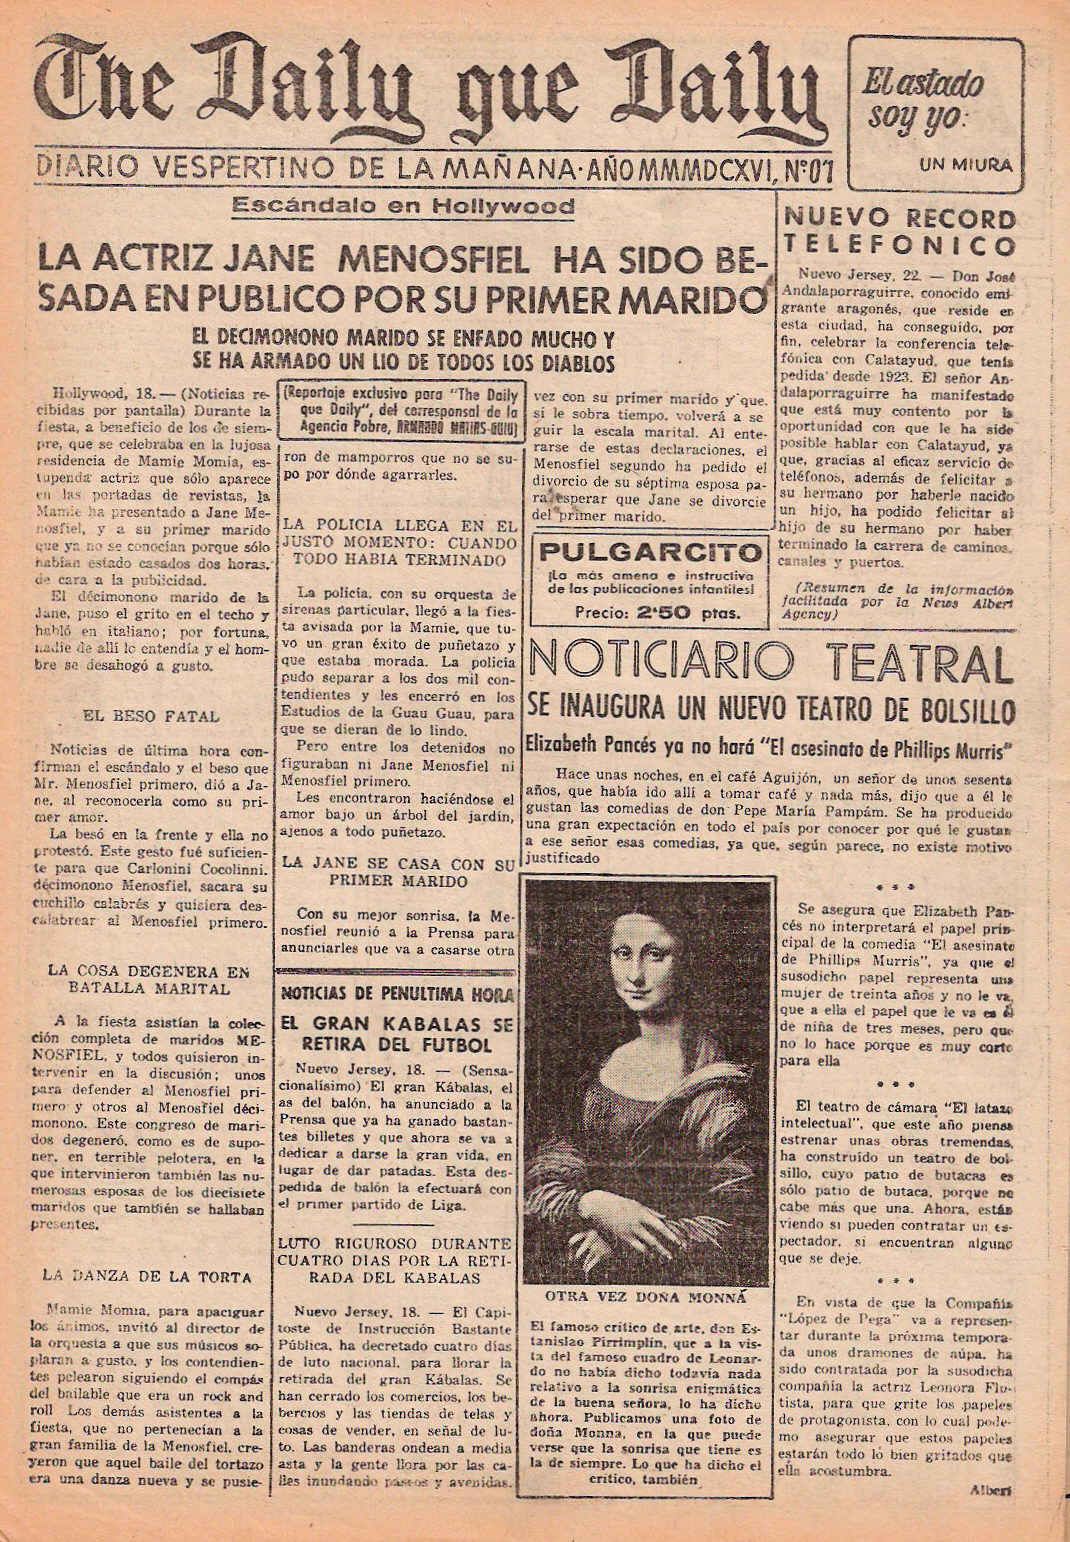 The Daily que Daily
DIARIO VESPERTINO DE LA MAÑANA·AÑO MMMMDCXVI, Nº 01
El astado
soy yo:
UN MIURA
Escándalo en Hollywood
LA ACTRIZ JANE MENOSFIEL HA SIDO BE-
SADA EN PUBLICO POR SU PRIMER MARIDO
EL DECIMONONO MARIDO SE ENFADO MUCHO Y
SE HA ARMADO UN LIO DE TODOS LOS DIABLOS
Hollywood, 18. — (Noticias re-
cibidas por pantalla) Durante la
fiesta, a beneficio de los de siem-
pre, que se celebraba en la lujosa
residencia de Mamie Momia, es-
tupenda actriz que sólo aparece
en las portadas de revistas, la
Mamie ha presentado a Jane Me-
nosfiel, y a su primer marido
que ya no se conocían porque sólo
habían estado casados dos horas,
de cara a la publicidad.
El décimonono marido de la
Jane, puso el grito en el techo y
habló en italiano; por fortuna,
nadie de allí lo entendía y el hom-
bre se desahogó a gusto.
EL BESO FATAL
Noticias de última hora con-
firman el escándalo y el beso que
Mr. Menosfiel primero, dió a Ja-
ne, al reconocerla como su pri-
mer amor.
La besó en la frente y ella no
protestó. Este gesto fué suficien-
te para que Carlonini Cocolinni.
décimonono Menosfiel, sacara su
cuchillo calabrés y quisiera des-
calabrear al Menosfiel primero.
LA COSA DEGENERA EN
BATALLA MARITAL
A la fiesta asistían la colec-
ción completa de maridos ME-
NOSFIEL, y todos quisieron in-
tervenir en la discusión; unos
para defender al Menosfiel pri-
mero y otros al Menosfiel déci-
monono. Este congreso de mari-
dos degeneró, como es de supo-
ner, en terrible pelotera, en la
que intervinieron también las nu-
merosas esposas de los diecisiete
maridos que también se hallaban
presentes.
LA DANZA DE LA TORTA
Mamie Momia, para apaciguar
los ánimos, invitó al director de
la orquesta a que sus músicos so-
plaran a gusto, y los contendien-
tes pelearon siguiendo el compás
del bailable que era un rock and
roll Los demás asistentes a la
fiesta, que no pertenecían a la
gran familia de la Menosfiel, cre-
yeron que aquel baile del tortazo
era una danza nueva y se pusie-
(Reportaje exclusivo para "The Daily
que Daily", del corresponsal de la
Agencia Pobre, ARMANDO MATIAS-GUIU)
ron de mamporros que no se su-
po por dónde agarrarles.
LA POLICIA LLEGA EN EL
JUSTO MOMENTO: CUANDO
TODO HABIA TERMINADO
La policía, con su orquesta de
sirenas particular, llegó a la fies-
ta avisada por la Mamie, que tu-
vo un gran éxito de puñetazo y
que estaba morada. La policía
pudo separar a los dos mil con-
tendientes y les encerró en los
Estudios de la Guau Guau, para
que se dieran de lo lindo.
Pero entre los detenidos no
figuraban ni Jane Menosfiel ni
Menosfiel primero.
Les encontraron haciéndose el
amor bajo un árbol del jardín,
ajenos a todo puñetazo.
LA JANE SE CASA CON SU
PRIMER MARIDO
Con su mejor sonrisa, la Me-
nosfiel reunió a la Prensa para
anunciarles que va a casarse otra
vez con su primer marido y que,
si le sobra tiempo, volverá a se-
guir la escala marital. Al ente-
rarse de estas declaraciones, el
Menosfiel segundo ha pedido el
divorcio de su séptima esposa pa-
ra esperar que Jane se divorcie
del primer marido.
NOTICIAS DE PENULTIMA HORA
EL GRAN KABALAS SE
RETIRA DEL FUTBOL
Nuevo Jersey, 18. — (Sensa-
cionalísimo) El gran Kábalas, el
as del balón, ha anunciado a la
Prensa que ya ha ganado bastan-
tes billetes y que ahora se va a
dedicar a darse la gran vida, en
lugar de dar patadas. Esta des-
pedida de balón la efectuará con
el primer partido de Liga.
LUTO RIGUROSO DURANTE
CUATRO DIAS POR LA RETI-
RADA DEL KABALAS
Nuevo Jersey, 18. — El Capi-
toste de Instrucción Bastante
Pública, ha decretado cuatro días
de luto nacional, para llorar la
retirada del gran Kábalas. Se
han cerrado los comercios, los be-
bercios y las tiendas de telas y
cosas de vender, en señal de lu-
to. Las banderas ondean a media
asta y la gente llora por las ca-
lles inundando paseos y avenidas.
PULGARCITO
¡La más amena e instructiva
de las publicaciones infantiles!
Precio: 2'50 ptas.
NUEVO RECORD
TELEFONICO
Nuevo Jersey, 22. — Don José
Andalaporraguirre, conocido emi-
grante aragonés, que reside en
esta ciudad, ha conseguido, por
fin, celebrar la conferencia tele-
fónica con Calatayud, que tenía
pedida desde 1923. El señor An-
dalaporraguirre ha manifestado
que está muy contento por la
oportunidad con que le ha sido
posible hablar con Calatayud, ya
que, gracias al eficaz servicio de
teléfonos, además de felicitar a
su hermano por haberle nacido
un hijo, ha podido felicitar al
hijo de su hermano por haber
terminado la carrera de caminos,
canales y puertos.
(Resumen de la información
facilitada por la News Albert
Agency)
NOTICIARIO TEATRAL
SE INAUGURA UN NUEVO TEATRO DE BOLSILLO
Elizabeth Pancés ya no hará "El asesinato de Phillips Murris"
Hace unas noches, en el café Aguijón, un señor de unos sesenta
años, que había ido allí a tomar café y nada más, dijo que a él le
gustan las comedias de don Pepe María Pampám. Se ha producido
una gran expectación en todo el país por conocer por qué le gustan
a ese señor esas comedias, ya que, según parece, no existe motivo
justificado
* * *
Se asegura que Elizabeth Pan-
cés no interpretará el papel prin-
cipal de la comedia "El asesinato
de Phillips Murris", ya que el
susodicho papel representa una
mujer de treinta años y no le va,
que a ella el papel que le va es el
de niña de tres meses, pero que
no lo hace porque es muy corto
para ella
* * *
El teatro de cámara "El latazo
intelectual", que este año piensa
estrenar unas obras tremendas,
ha construído un teatro de bol-
sillo, cuyo patio de butacas es
sólo patio de butaca, porque no
cabe más que una. Ahora, están
viendo si pueden contratar un es-
pectador, si encuentran alguno
que se deje.
* * *
En vista de que la Compañía
"López de Pega" va a represen-
tar durante la próxima tempora-
da unos dramones de aúpa, ha
sido contratada por la susodicha
compañía la actriz Leonora Flo-
tista, para que grite los papeles
de protagonista, con lo cual pode-
mo asegurar que estos papeles
estarán todo lo bien gritados que
ella acostumbra.
Albert
OTRA VEZ DOÑA MONNÁ
El famoso crítico de arte, don Es-
tanislao Pirrimplin, que a la vis-
ta del famoso cuadro de Leonar-
do no había dicho todavía nada
relativo a la sonrisa enigmática
de la buena señora, lo ha dicho
ahora. Publicamos una foto de
doña Monna, en la que puede
verse que la sonrisa que tiene es
la de siempre. Lo que ha dicho el
crítico, también